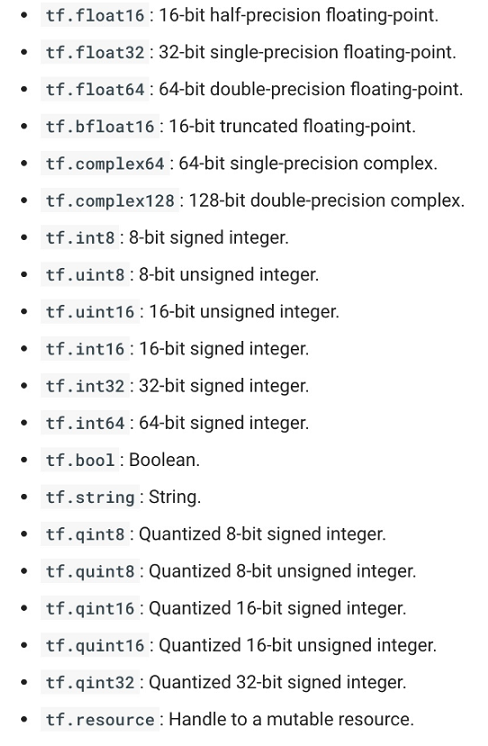 • tf.float16 : 16-bit half-precision floating-point.
• tf.float32 : 32-bit single-precision floating-point.
• tf.float64 : 64-bit double-precision floating-point.
• tf.bfloat16 : 16-bit truncated floating-point.
• tf.complex64 : 64-bit single-precision complex.
• tf.complex128 : 128-bit double-precision complex.
• tf.int8 : 8-bit signed integer.
• tf.uint8 : 8-bit unsigned integer.
• tf.uint16 : 16-bit unsigned integer.
• tf.int16 : 16-bit signed integer.
• tf.int32 : 32-bit signed integer.
• tf.int64 : 64-bit signed integer.
• tf.bool : Boolean.
• tf.string : String.
• tf.qint8 : Quantized 8-bit signed integer.
• tf.quint8 : Quantized 8-bit unsigned integer.
• tf.qint16 : Quantized 16-bit signed integer.
• tf.quint16 : Quantized 16-bit unsigned integer.
• tf.qint32 : Quantized 32-bit signed integer.
• tf.resource : Handle to a mutable resource.